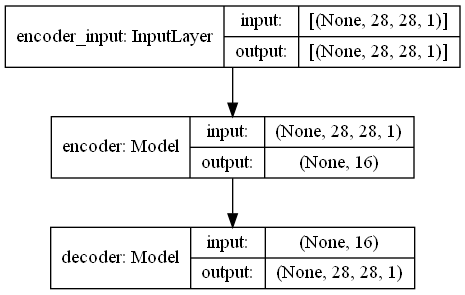 encoder_input: InputLayer
input: [(None, 28, 28, 1)]
output: [(None, 28, 28, 1)]
encoder: Model
input: (None, 28, 28, 1)
output: (None, 16)
decoder: Model
input: (None, 16)
output: (None, 28, 28, 1)